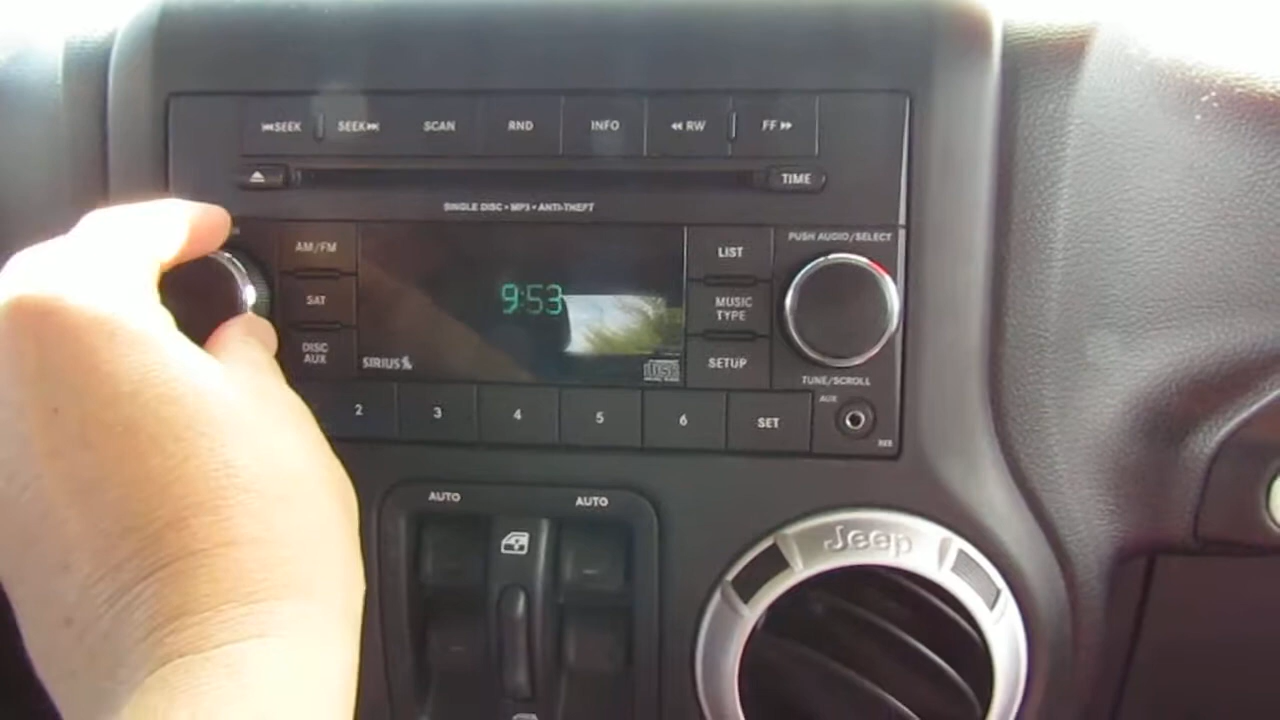 SEEK SEEK SCAN RND INFO RW FF
TIME
SINGLE DISC • MP3 • ANTI-THEFT
AM/FM
LIST
PUSH AUDIO/SELECT
SAT
9:53
MUSIC
TYPE
DISC
AUX
SIRIUS
SETUP
TUNE/SCROLL
2 3 4 5 6 SET
AUX
AUTO AUTO
Jeep